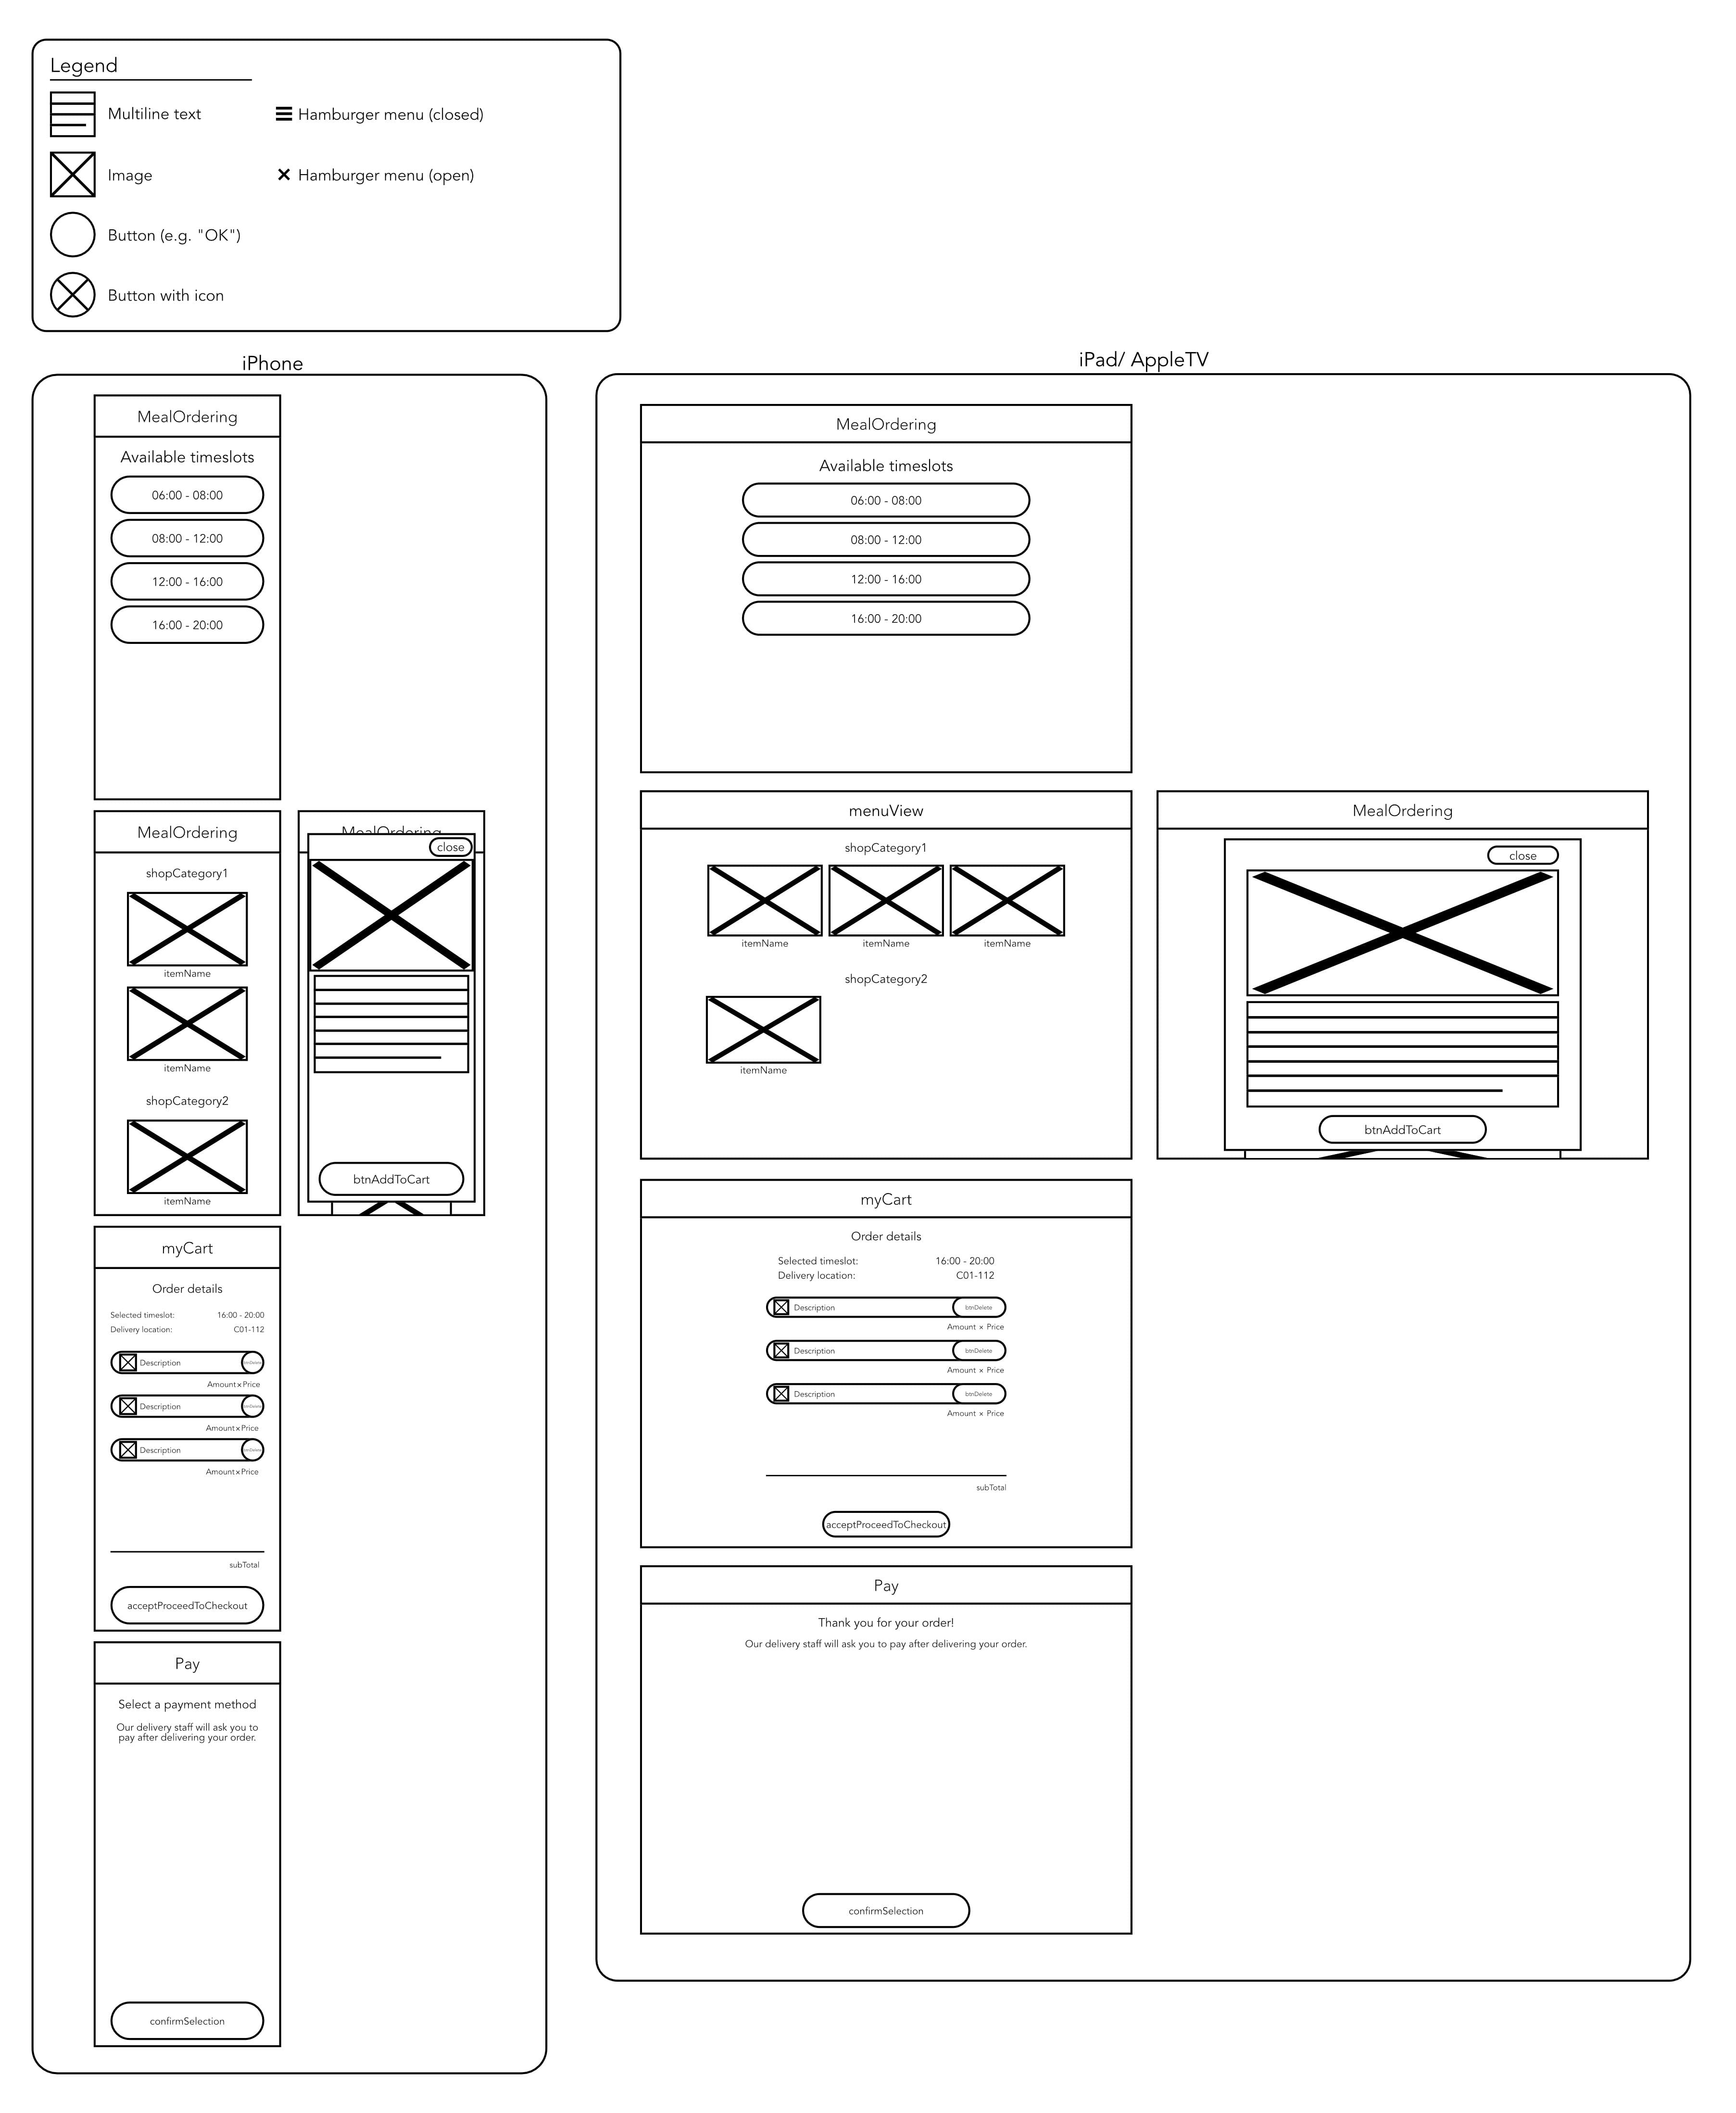 Legend
Multiline text
Hamburger menu (closed)
Image
Hamburger menu (open)
Button (e.g. "OK")
Button with icon
iPhone
MealOrdering
Available timeslots
06:00 - 08:00
08:00 - 12:00
12:00 - 16:00
16:00 - 20:00
MealOrdering
shopCategory1
itemName
itemName
shopCategory2
itemName
MealOrdering
close
btnAddToCart
myCart
Order details
Selected timeslot: 16:00 - 20:00
Delivery location: C01-112
Description btnDelete
Amount x Price
Description btnDelete
Amount x Price
Description btnDelete
Amount x Price
subTotal
acceptProceedToCheckout
Pay
Select a payment method
Our delivery staff will ask you to
pay after delivering your order.
confirmSelection
iPad/ AppleTV
MealOrdering
Available timeslots
06:00 - 08:00
08:00 - 12:00
12:00 - 16:00
16:00 - 20:00
menuView
shopCategory1
itemName itemName itemName
shopCategory2
itemName
MealOrdering
close
btnAddToCart
myCart
Order details
Selected timeslot: 16:00 - 20:00
Delivery location: C01-112
Description btnDelete
Amount x Price
Description btnDelete
Amount x Price
Description btnDelete
Amount x Price
subTotal
acceptProceedToCheckout
Pay
Thank you for your order!
Our delivery staff will ask you to pay after delivering your order.
confirmSelection